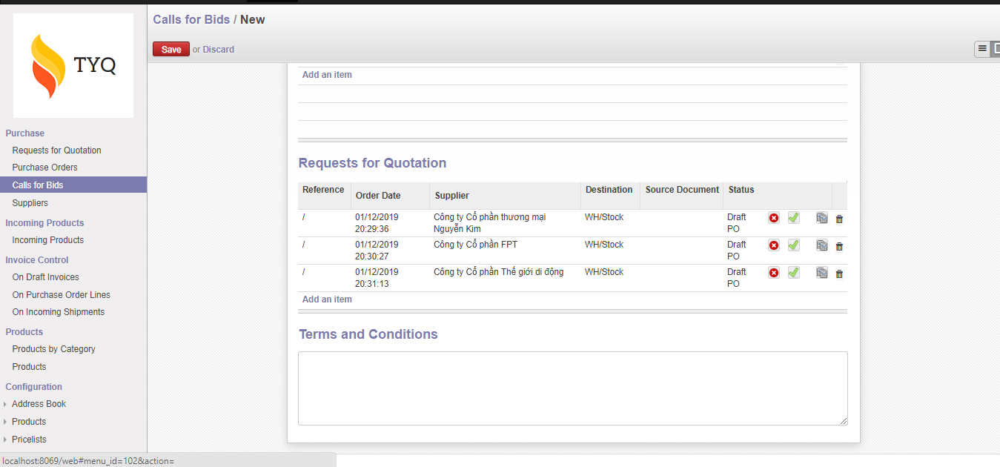 Calls for Bids / New
Save or Discard
TYQ
Purchase
Requests for Quotation
Purchase Orders
Calls for Bids
Suppliers
Incoming Products
Incoming Products
Invoice Control
On Draft Invoices
On Purchase Order Lines
On Incoming Shipments
Products
Products by Category
Products
Configuration
Address Book
Products
Pricelists
Add an item
Requests for Quotation
Reference Order Date Supplier Destination Source Document Status
/ 01/12/2019 Công ty Cổ phần thương mại WH/Stock Draft
20:29:36 Nguyễn Kim PO
/ 01/12/2019 Công ty Cổ phần FPT WH/Stock Draft
20:30:27 PO
/ 01/12/2019 Công ty Cổ phần Thế giới di động WH/Stock Draft
20:31:13 PO
Add an item
Terms and Conditions
localhost:8069/web#menu_id=102&action=